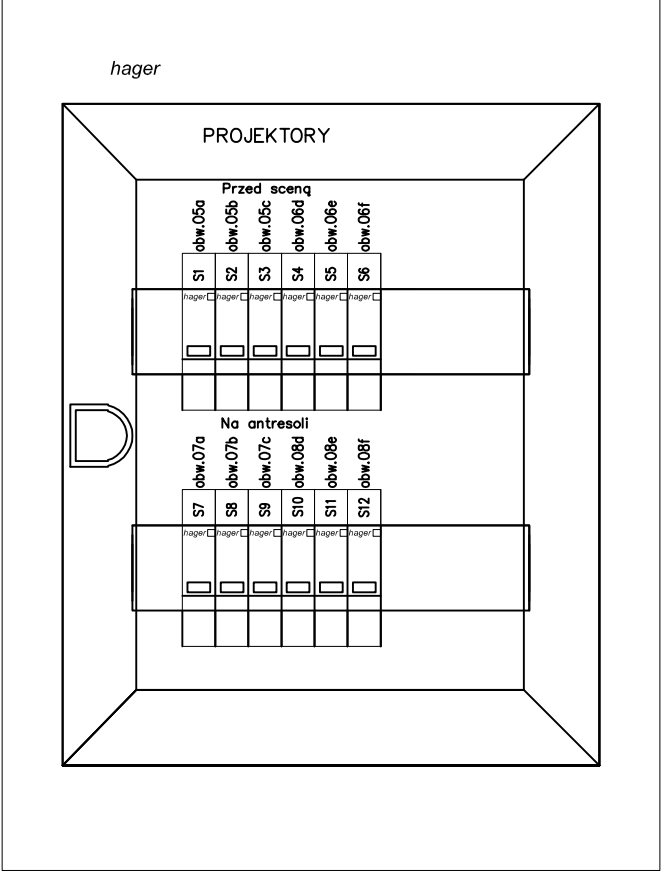 hager
PROJEKTORY
Przed sceną
obw.05a obw.05b obw.05c obw.06d obw.06e obw.06f
S1 S2 S3 S4 S5 S6
hager hager hager hager hager hager
Na antresoli
obw.07a obw.07b obw.07c obw.08d obw.08e obw.08f
S7 S8 S9 S10 S11 S12
hager hager hager hager hager hager